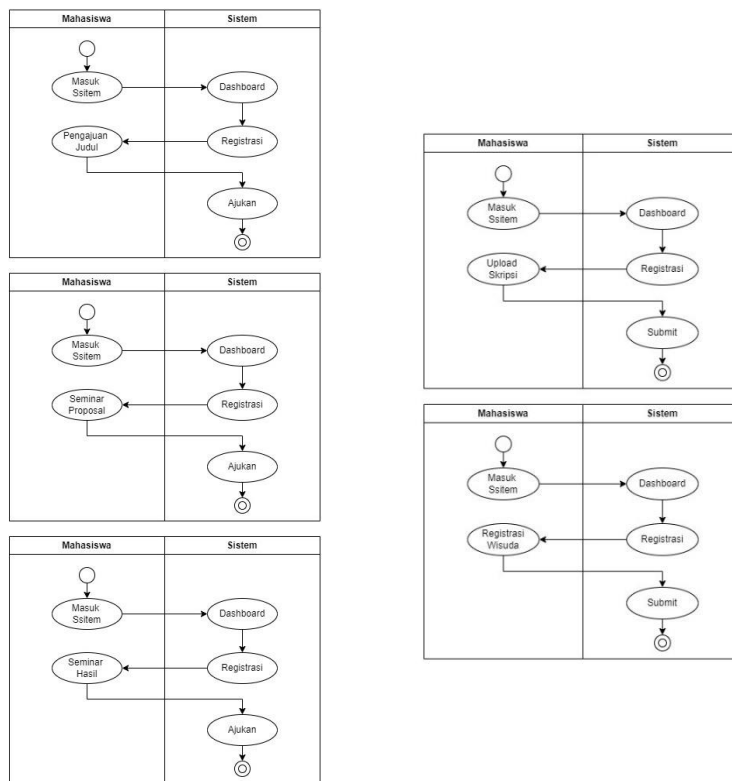 Mahasiswa
Sistem
Masuk
Ssitem
Dashboard
Pengajuan
Judul
Registrasi
Ajukan
Mahasiswa
Sistem
Masuk
Ssitem
Dashboard
Seminar
Proposal
Registrasi
Ajukan
Mahasiswa
Sistem
Masuk
Ssitem
Dashboard
Seminar
Hasil
Registrasi
Ajukan
Mahasiswa
Sistem
Masuk
Ssitem
Dashboard
Upload
Skripsi
Registrasi
Submit
Mahasiswa
Sistem
Masuk
Ssitem
Dashboard
Registrasi
Wisuda
Registrasi
Submit